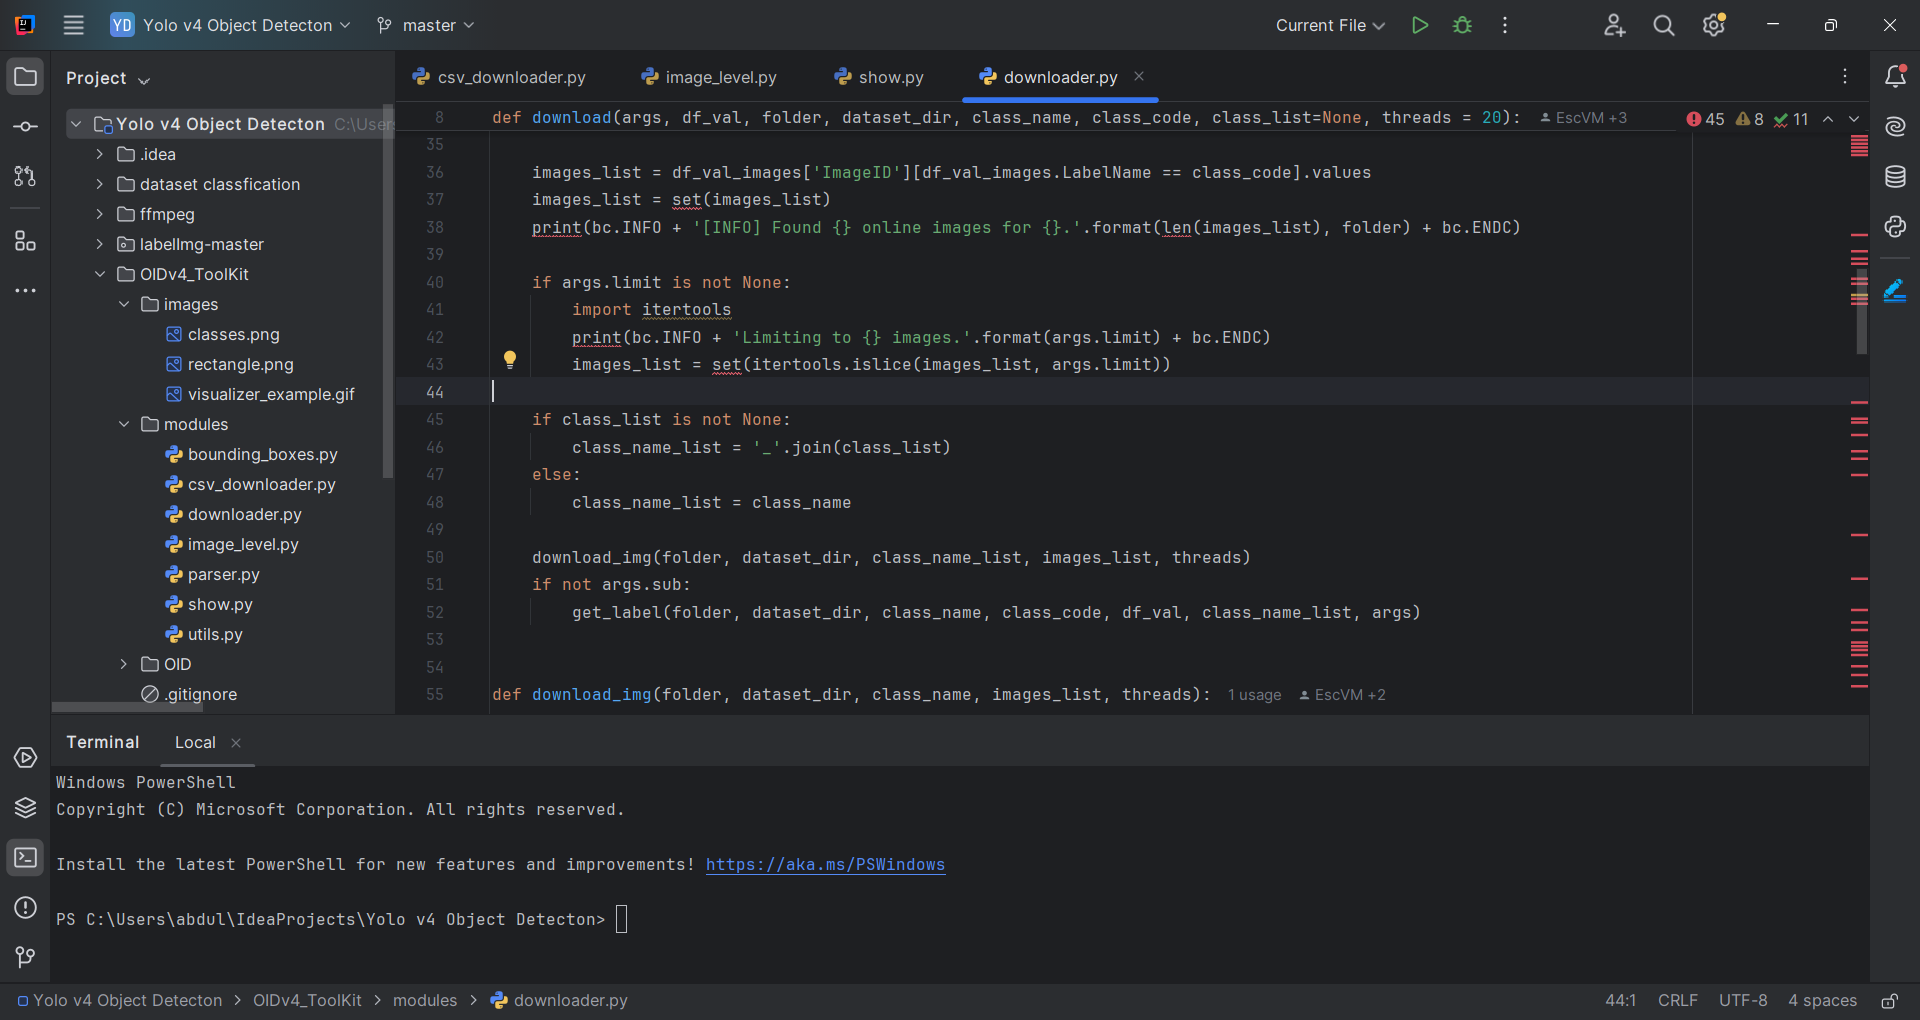 YD Yolo v4 Object Detecton master Current File
Project
csv_downloader.py image_level.py show.py downloader.py
Yolo v4 Object Detecton C:\User
.idea
dataset classfication
ffmpeg
labelImg-master
OIDv4_ToolKit
images
classes.png
rectangle.png
visualizer_example.gif
modules
bounding_boxes.py
csv_downloader.py
downloader.py
image_level.py
parser.py
show.py
utils.py
OID
.gitignore
8 def download(args, df_val, folder, dataset_dir, class_name, class_code, class_list=None, threads = 20): EscVM +3 45 8 11
35
36 images_list = df_val_images['ImageID'][df_val_images.LabelName == class_code].values
37 images_list = set(images_list)
38 print(bc.INFO + '[INFO] Found {} online images for {}.'.format(len(images_list), folder) + bc.ENDC)
39
40 if args.limit is not None:
41 import itertools
42 print(bc.INFO + 'Limiting to {} images.'.format(args.limit) + bc.ENDC)
43 images_list = set(itertools.islice(images_list, args.limit))
44
45 if class_list is not None:
46 class_name_list = '_'.join(class_list)
47 else:
48 class_name_list = class_name
49
50 download_img(folder, dataset_dir, class_name_list, images_list, threads)
51 if not args.sub:
52 get_label(folder, dataset_dir, class_name, class_code, df_val, class_name_list, args)
53
54
55 def download_img(folder, dataset_dir, class_name, images_list, threads): 1 usage EscVM +2
Terminal Local
Windows PowerShell
Copyright (C) Microsoft Corporation. All rights reserved.
Install the latest PowerShell for new features and improvements! https://aka.ms/PSWindows
PS C:\Users\abdul\IdeaProjects\Yolo v4 Object Detecton>
Yolo v4 Object Detecton > OIDv4_ToolKit > modules > downloader.py 44:1 CRLF UTF-8 4 spaces